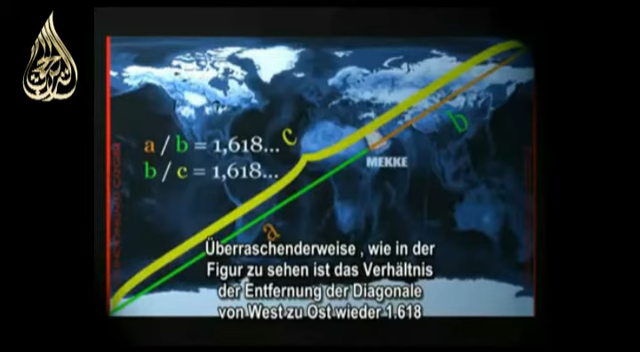 a / b = 1,618...
b / c = 1,618...
c
b
MEKKE
a
Überraschenderweise , wie in der
Figur zu sehen ist das Verhältnis
der Entfernung der Diagonale
von West zu Ost wieder 1,618